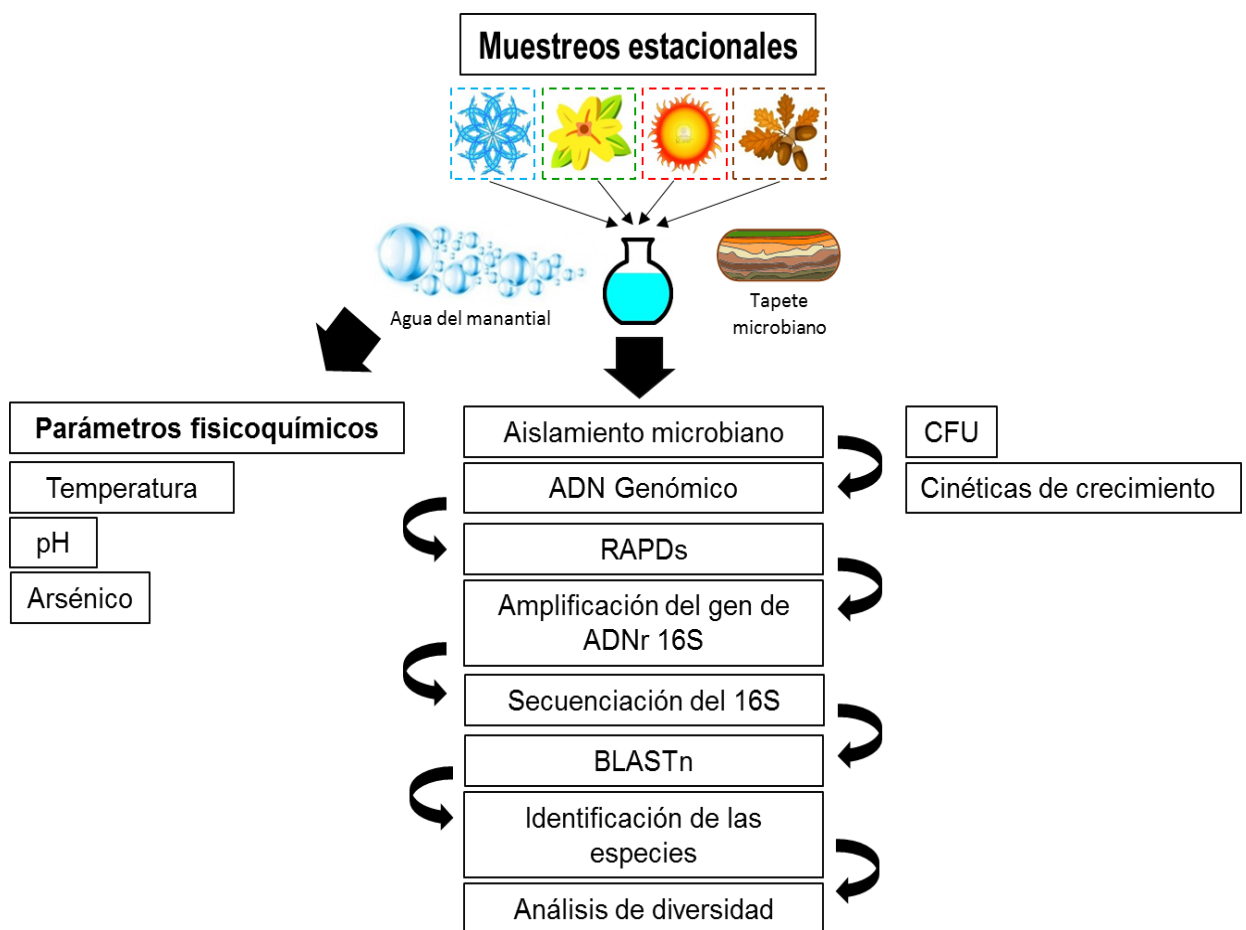 Muestreos estacionales
Agua del manantial
Tapete
microbiano
Parámetros fisicoquímicos
Temperatura
pH
Arsénico
Aislamiento microbiano
ADN Genómico
RAPDs
Amplificación del gen de
ADNr 16S
Secuenciación del 16S
BLASTn
Identificación de las
especies
Análisis de diversidad
CFU
Cinéticas de crecimiento